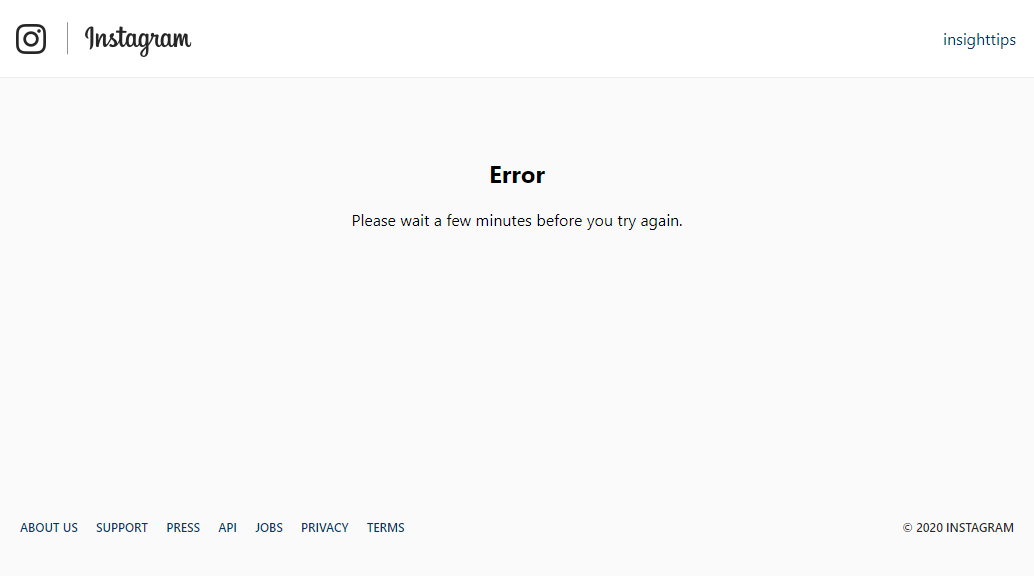 Instagram
insighttips
Error
Please wait a few minutes before you try again.
ABOUT US SUPPORT PRESS API JOBS PRIVACY TERMS
© 2020 INSTAGRAM